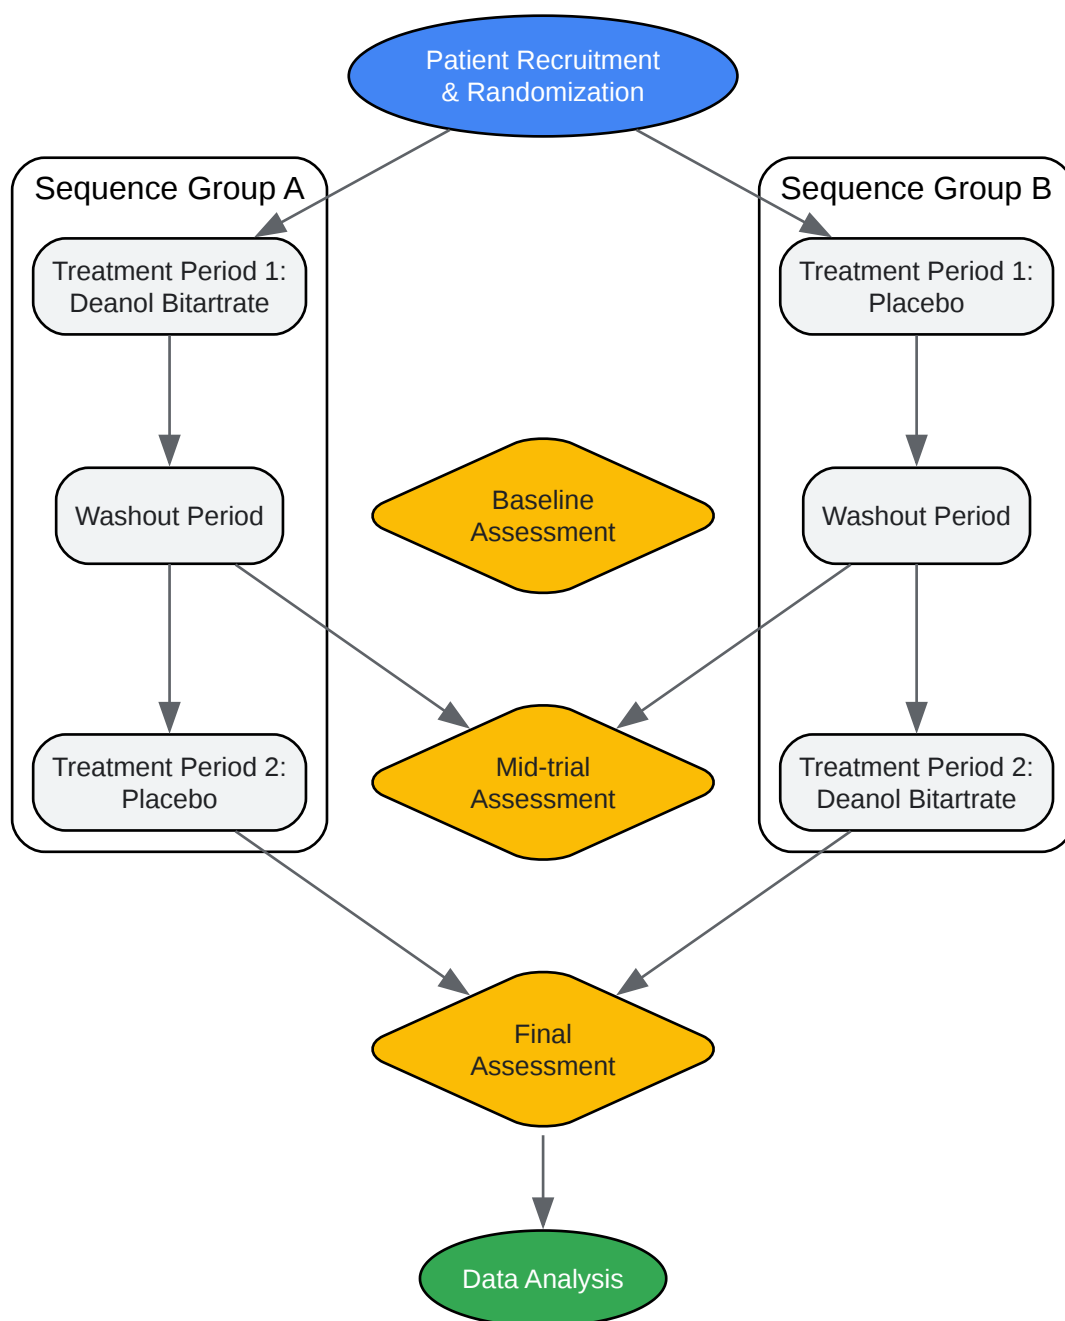 Patient Recruitment
& Randomization
Sequence Group A
Sequence Group B
Treatment Period 1:
Deanol Bitartrate
Treatment Period 1:
Placebo
Washout Period
Baseline
Assessment
Washout Period
Treatment Period 2:
Placebo
Mid-trial
Assessment
Treatment Period 2:
Deanol Bitartrate
Final
Assessment
Data Analysis